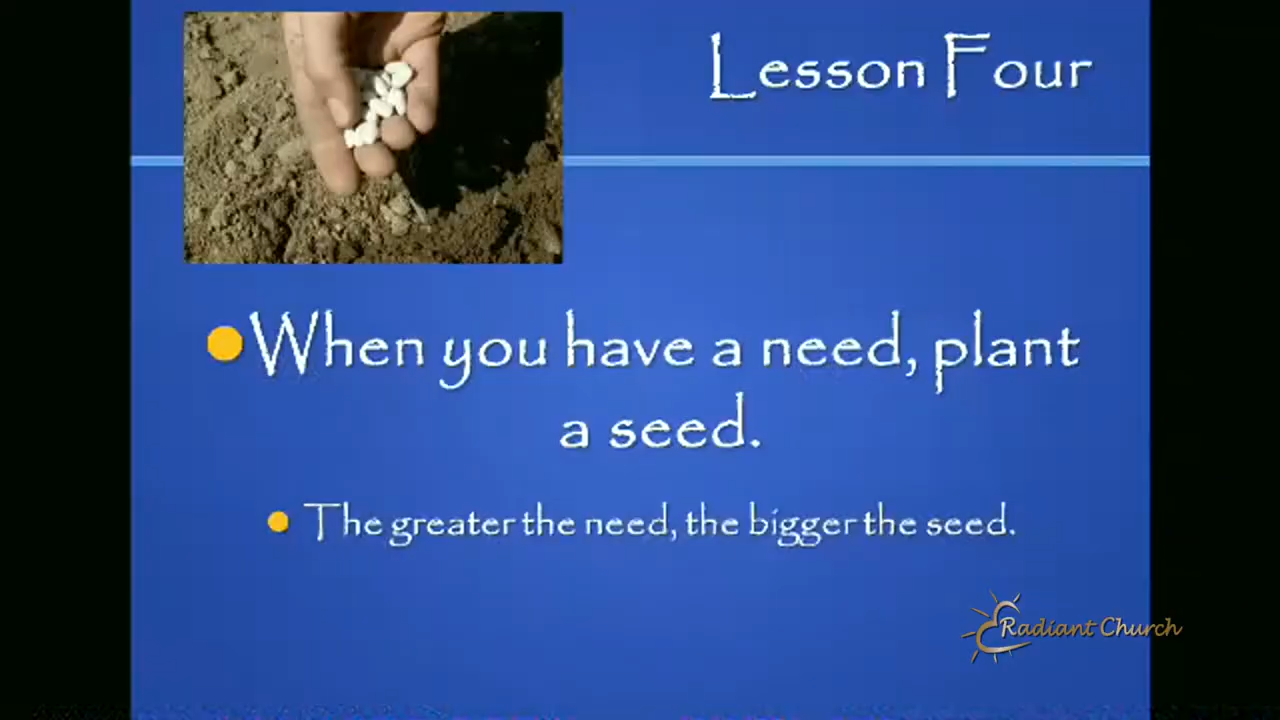 Lesson Four
When you have a need, plant
a seed.
The greater the need, the bigger the seed.
Radiant Church